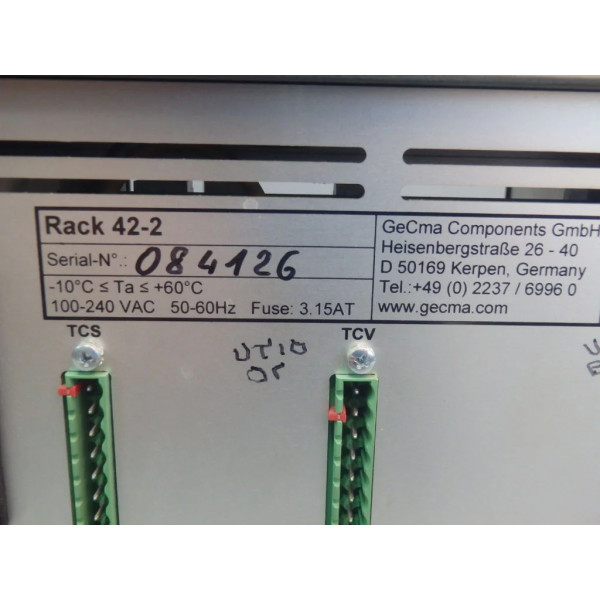 Rack 42-2
Serial-N°.: 084126
-10°C ≤ Ta ≤ +60°C
100-240 VAC 50-60Hz Fuse: 3.15AT
GeCma Components GmbH
Heisenbergstraße 26 - 40
D 50169 Kerpen, Germany
Tel.:+49 (0) 2237 / 6996 0
www.gecma.com
TCS
TCV